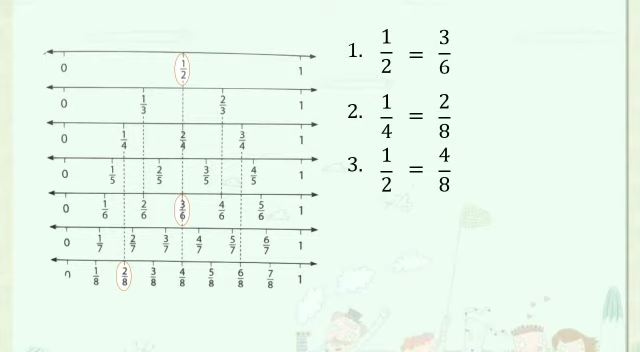 0 1/2 1
0 1/3 2/3 1
0 1/4 2/4 3/4 1
0 1/5 2/5 3/5 4/5 1
0 1/6 2/6 3/6 4/6 5/6 1
0 1/7 2/7 3/7 4/7 5/7 6/7 1
0 1/8 2/8 3/8 4/8 5/8 6/8 7/8 1
1. 1/2 = 3/6
2. 1/4 = 2/8
3. 1/2 = 4/8